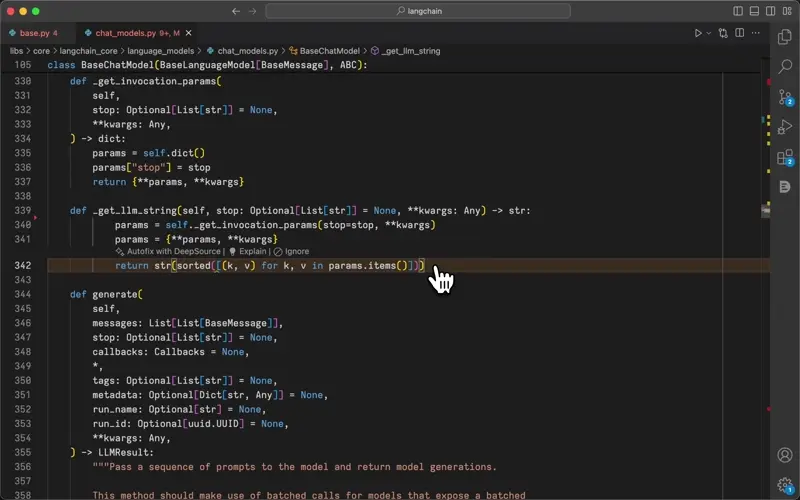 langchain
base.py 4
chat_models.py 9+, M
libs > core > langchain_core > language_models > chat_models.py > BaseChatModel > _get_llm_string
105 class BaseChatModel(BaseLanguageModel[BaseMessage], ABC):
330     def _get_invocation_params(
331         self,
332         stop: Optional[List[str]] = None,
333         **kwargs: Any,
334     ) -> dict:
335         params = self.dict()
336         params["stop"] = stop
337         return {**params, **kwargs}
338
339     def _get_llm_string(self, stop: Optional[List[str]] = None, **kwargs: Any) -> str:
340             params = self._get_invocation_params(stop=stop, **kwargs)
341             params = {**params, **kwargs}
Autofix with DeepSource | Explain | Ignore
342             return str(sorted([(k, v) for k, v in params.items()]))
343
344     def generate(
345         self,
346         messages: List[List[BaseMessage]],
347         stop: Optional[List[str]] = None,
348         callbacks: Callbacks = None,
349         *,
350         tags: Optional[List[str]] = None,
351         metadata: Optional[Dict[str, Any]] = None,
352         run_name: Optional[str] = None,
353         run_id: Optional[uuid.UUID] = None,
354         **kwargs: Any,
355     ) -> LLMResult:
356         """Pass a sequence of prompts to the model and return model generations.
357
358         This method should make use of batched calls for models that expose a batched
2
2
1